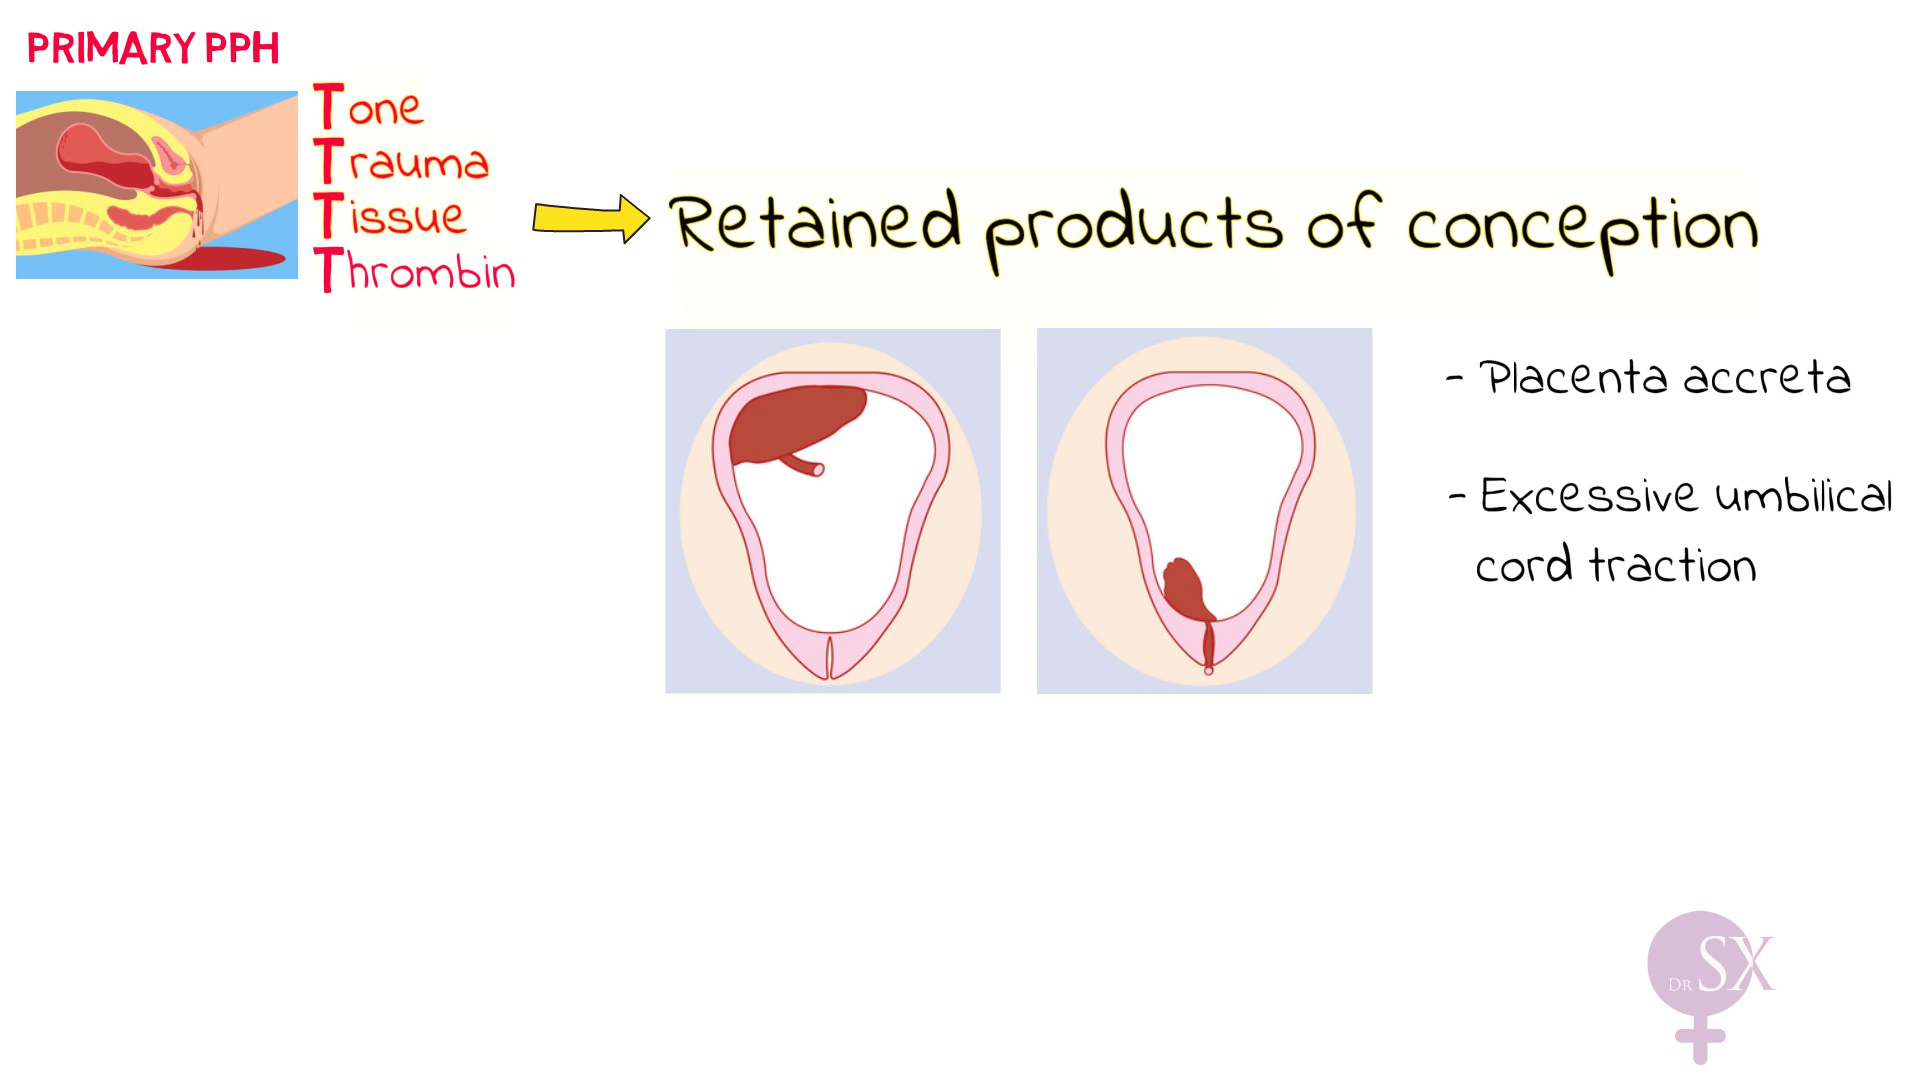 PRIMARY PPH
Tone
Trauma
Tissue
Thrombin
Retained products of conception
- Placenta accreta
- Excessive umbilical
cord traction
DR SX